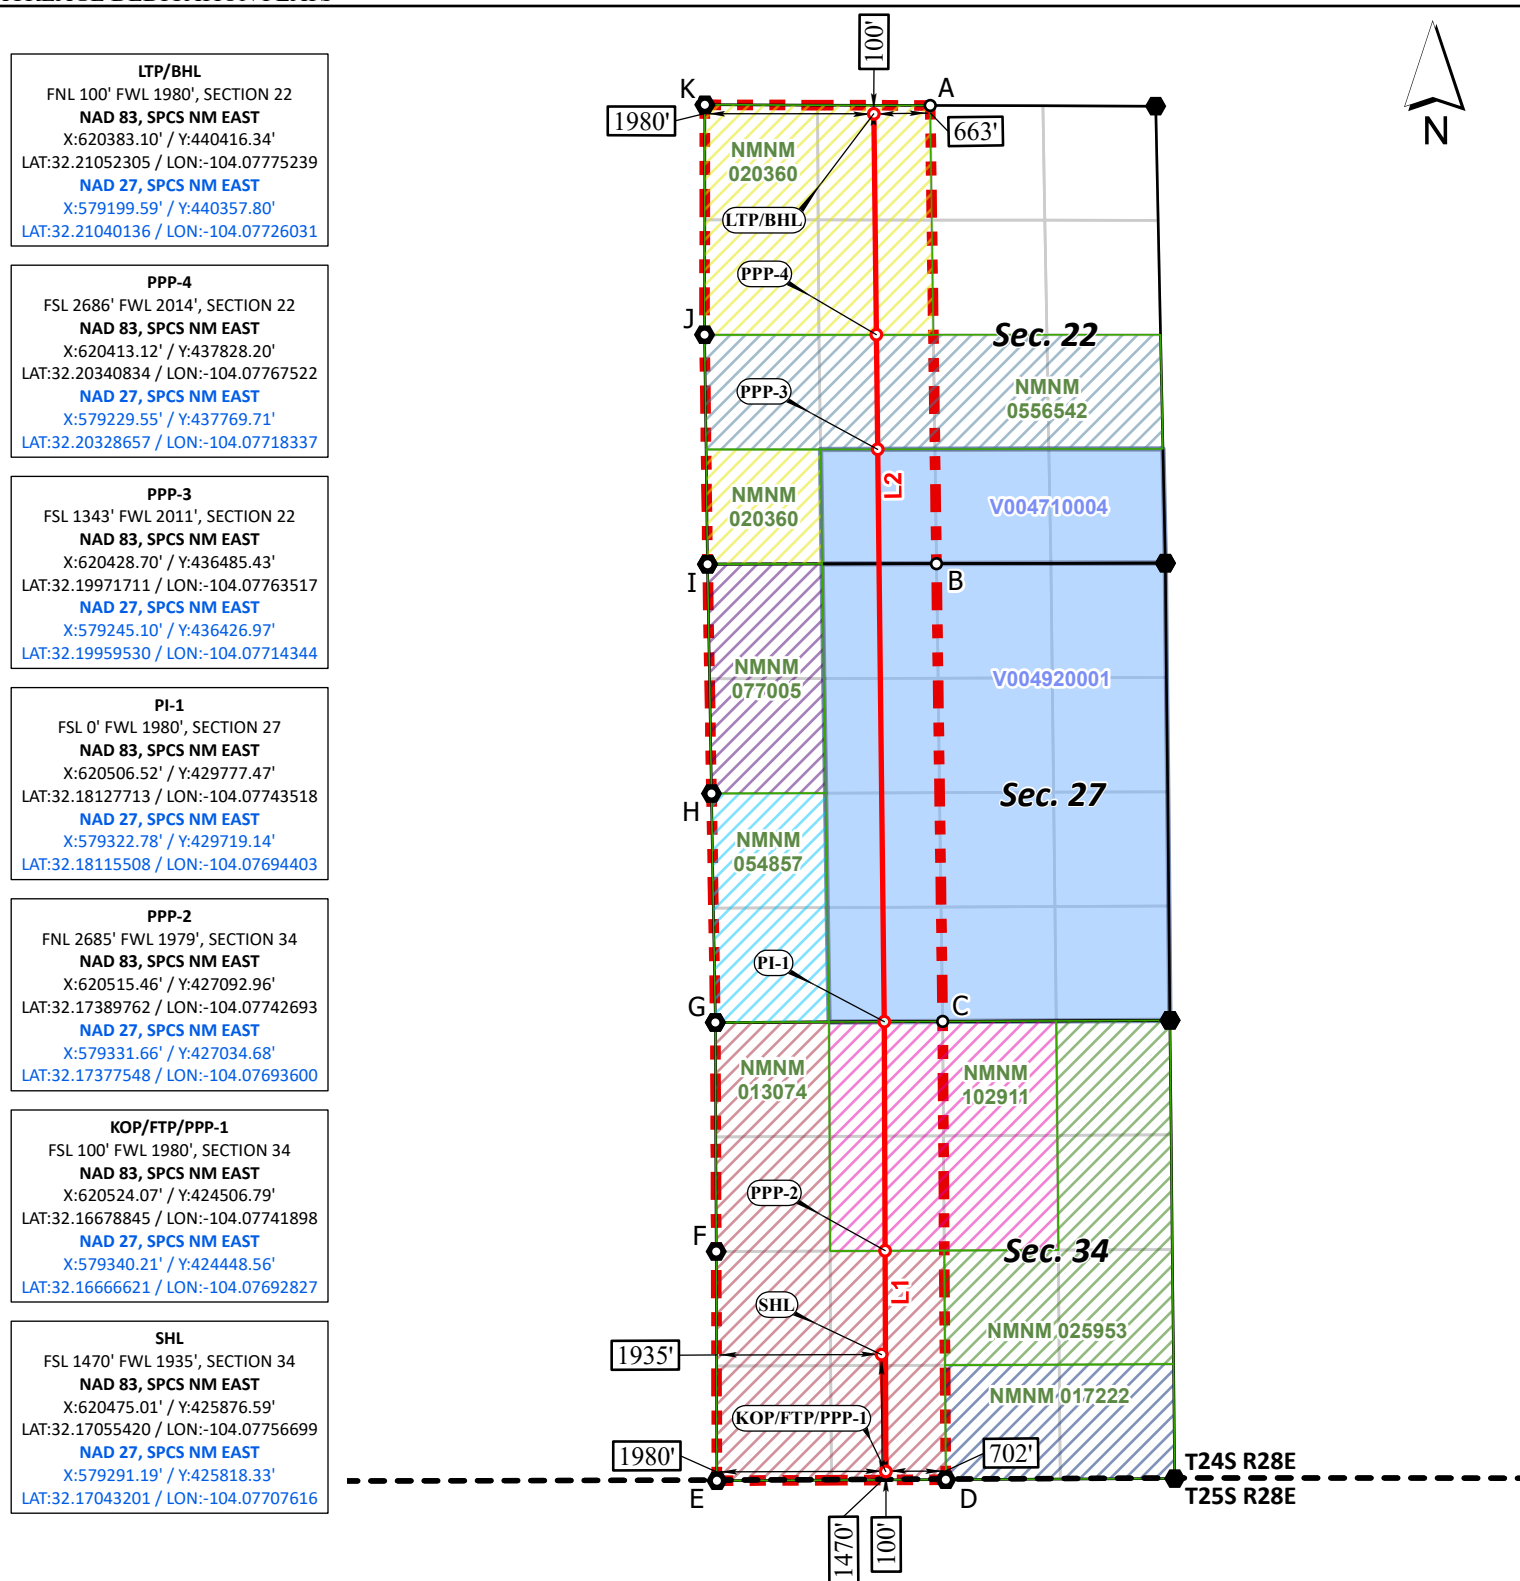 LTP/BHL
FNL 100' FWL 1980', SECTION 22
NAD 83, SPCS NM EAST
X:620383.10' / Y:440416.34'
LAT:32.21052305 / LON:-104.07775239
NAD 27, SPCS NM EAST
X:579199.59' / Y:440357.80'
LAT:32.21040136 / LON:-104.07726031
PPP-4
FSL 2686' FWL 2014', SECTION 22
NAD 83, SPCS NM EAST
X:620413.12' / Y:437828.20'
LAT:32.20340834 / LON:-104.07767522
NAD 27, SPCS NM EAST
X:579229.55' / Y:437769.71'
LAT:32.20328657 / LON:-104.07718337
PPP-3
FSL 1343' FWL 2011', SECTION 22
NAD 83, SPCS NM EAST
X:620428.70' / Y:436485.43'
LAT:32.19971711 / LON:-104.07763517
NAD 27, SPCS NM EAST
X:579245.10' / Y:436426.97'
LAT:32.19959530 / LON:-104.07714344
PI-1
FSL 0' FWL 1980', SECTION 27
NAD 83, SPCS NM EAST
X:620506.52' / Y:429777.47'
LAT:32.18127713 / LON:-104.07743518
NAD 27, SPCS NM EAST
X:579322.78' / Y:429719.14'
LAT:32.18115508 / LON:-104.07694403
PPP-2
FNL 2685' FWL 1979', SECTION 34
NAD 83, SPCS NM EAST
X:620515.46' / Y:427092.96'
LAT:32.17389762 / LON:-104.07742693
NAD 27, SPCS NM EAST
X:579331.66' / Y:427034.68'
LAT:32.17377548 / LON:-104.07693600
KOP/FTP/PPP-1
FSL 100' FWL 1980', SECTION 34
NAD 83, SPCS NM EAST
X:620524.07' / Y:424506.79'
LAT:32.16678845 / LON:-104.07741898
NAD 27, SPCS NM EAST
X:579340.21' / Y:424448.56'
LAT:32.16666621 / LON:-104.07692827
SHL
FSL 1470' FWL 1935', SECTION 34
NAD 83, SPCS NM EAST
X:620475.01' / Y:425876.59'
LAT:32.17055420 / LON:-104.07756699
NAD 27, SPCS NM EAST
X:579291.19' / Y:425818.33'
LAT:32.17043201 / LON:-104.07707616
100'
N
K
A
1980'
663'
NMNM
020360
LTP/BHL
PPP-4
J
Sec. 22
NMNM
0556542
PPP-3
L2
NMNM
020360
V004710004
I
B
NMNM
077005
V004920001
Sec. 27
H
NMNM
054857
PI-1
G
C
NMNM
013074
NMNM
102911
PPP-2
F
Sec. 34
L1
SHL
NMNM 025953
1935'
NMNM 017222
KOP/FTP/PPP-1
1980'
702'
T24S R28E
E
D
T25S R28E
1470'
100'